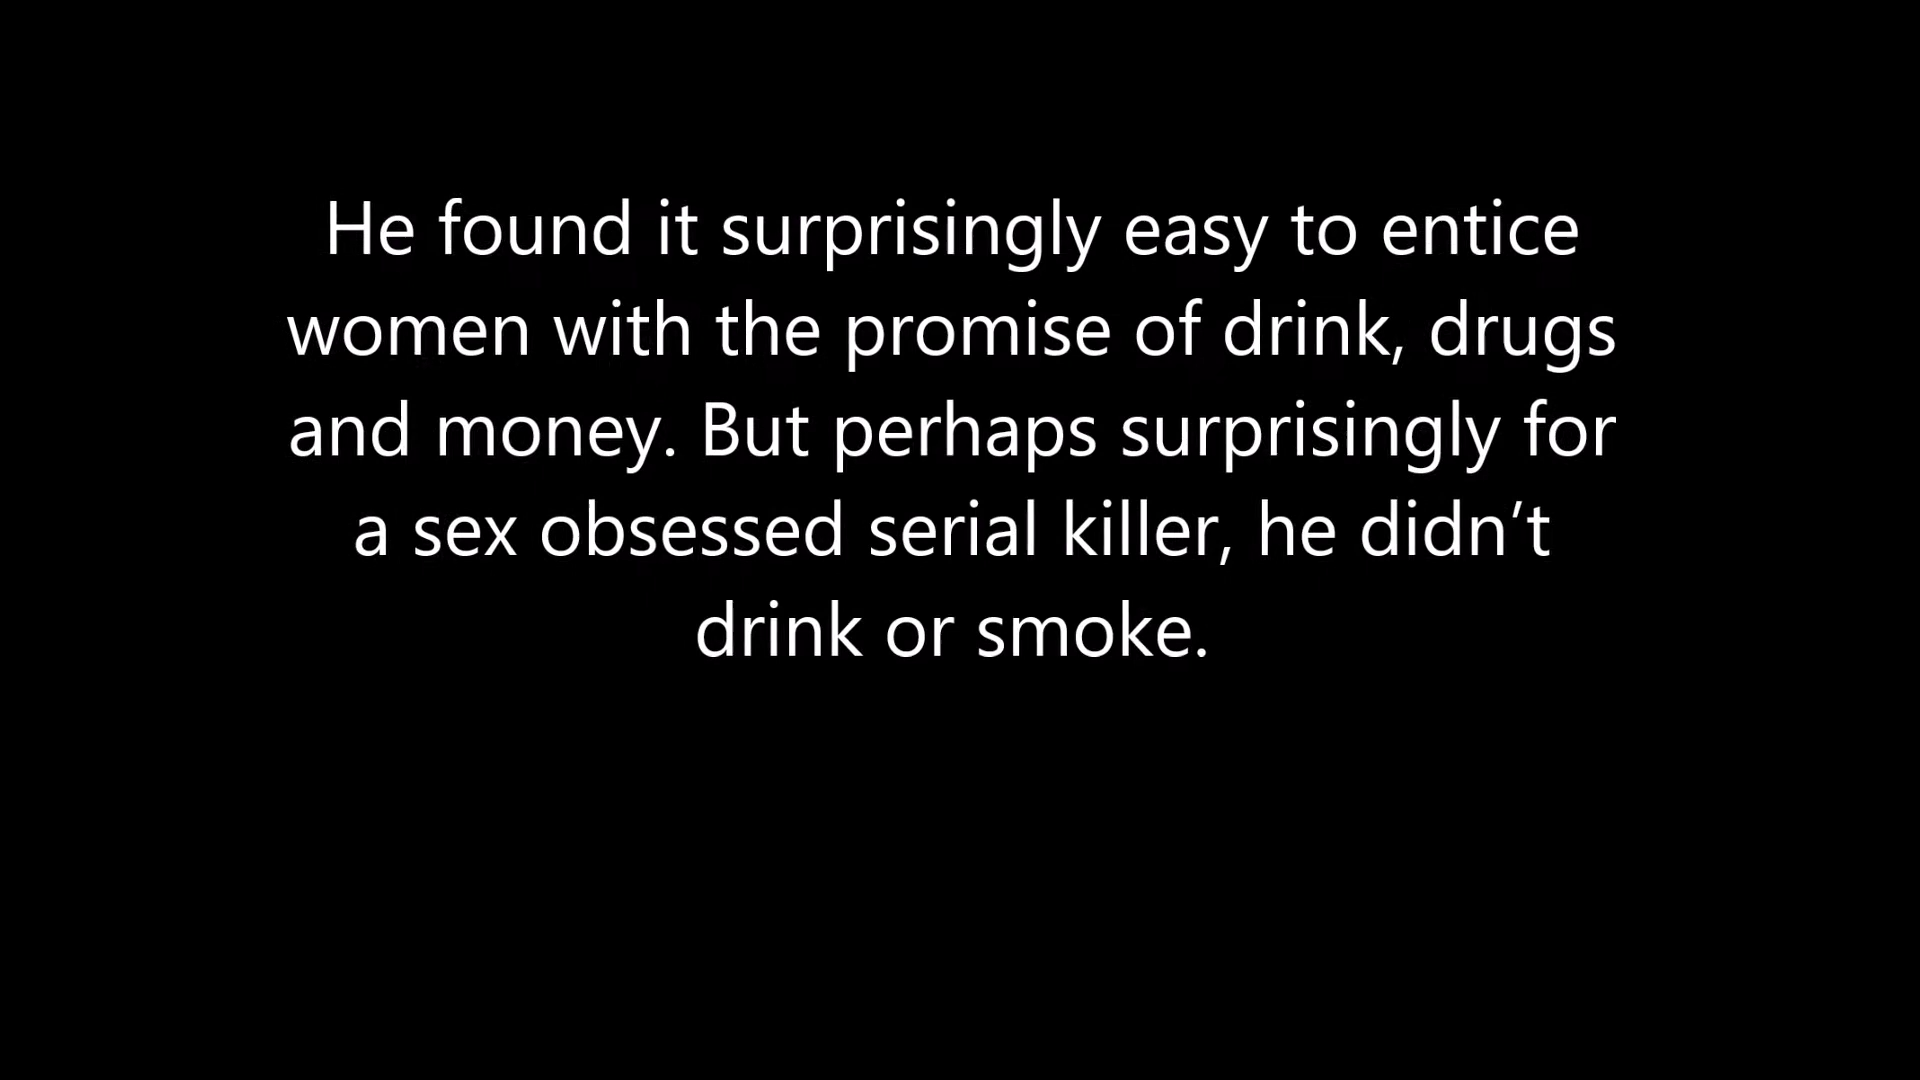 He found it surprisingly easy to entice
women with the promise of drink, drugs
and money. But perhaps surprisingly for
a sex obsessed serial killer, he didn’t
drink or smoke.